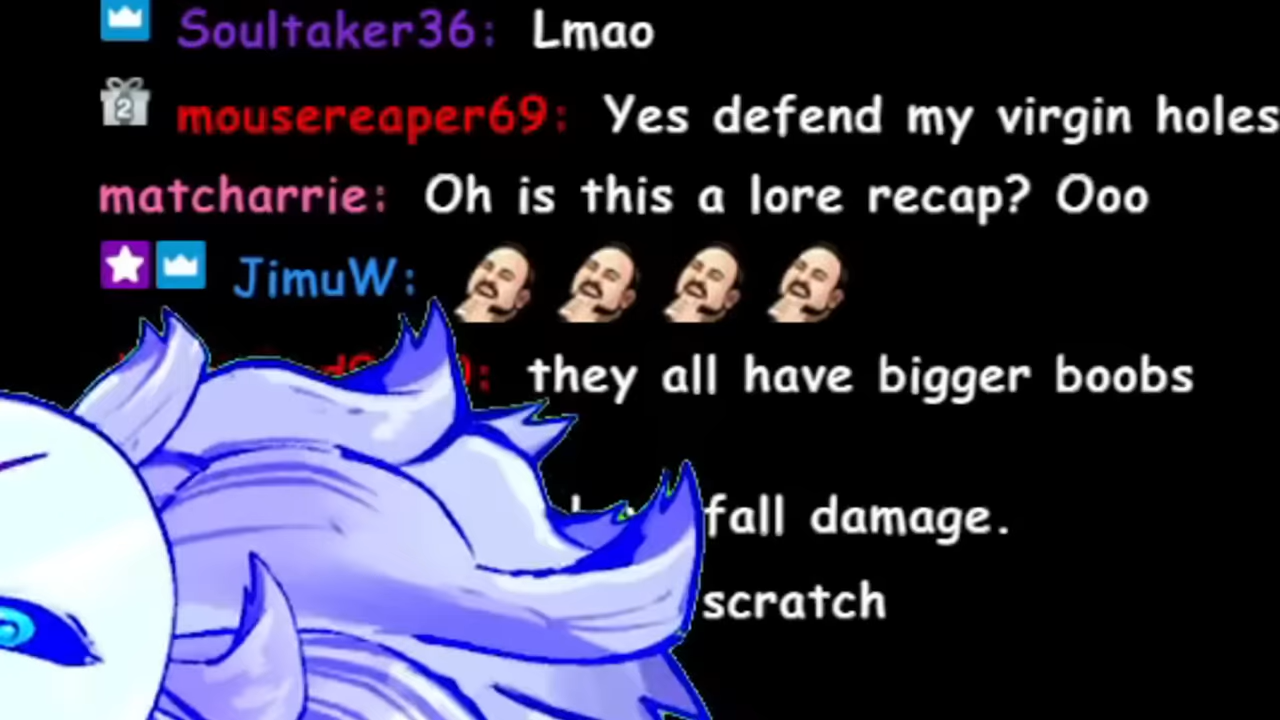 Soultaker36: Lmao
2 mousereaper69: Yes defend my virgin holes
matcharrie: Oh is this a lore recap? Ooo
JimuW:
they all have bigger boobs
fall damage.
scratch